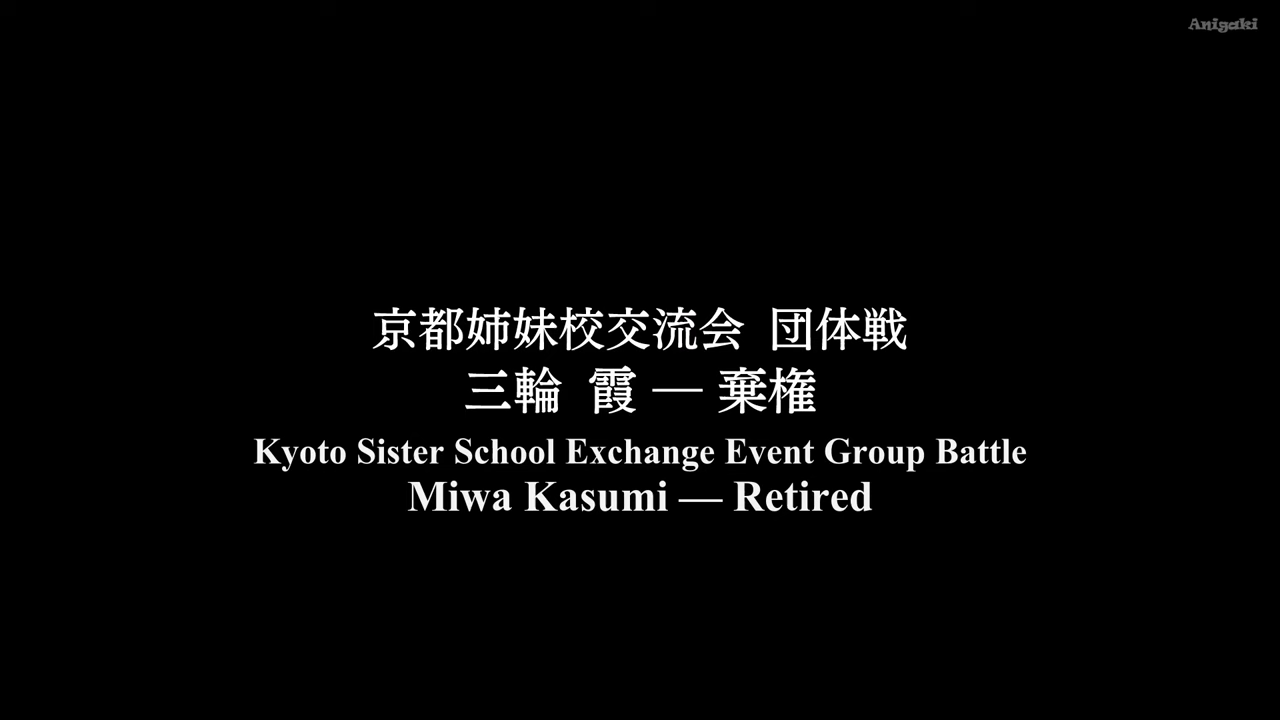 Anigaki
京都姉妹校交流会 団体戦
三輪 霞 — 棄権
Kyoto Sister School Exchange Event Group Battle
Miwa Kasumi — Retired